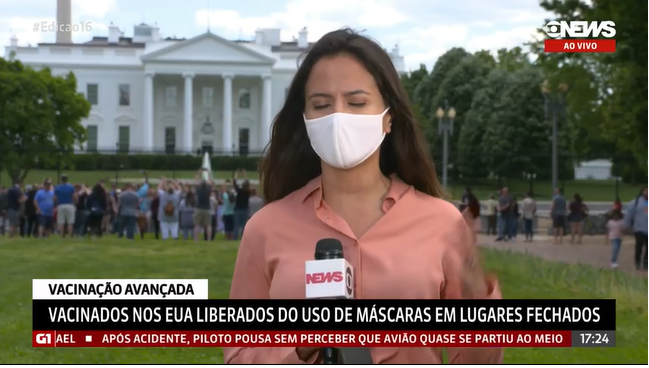 #Edicao16
GNEWS
AO VIVO
NEWS
VACINAÇÃO AVANÇADA
VACINADOS NOS EUA LIBERADOS DO USO DE MÁSCARAS EM LUGARES FECHADOS
G1 AEL ■ APÓS ACIDENTE, PILOTO POUSA SEM PERCEBER QUE AVIÃO QUASE SE PARTIU AO MEIO 17:24